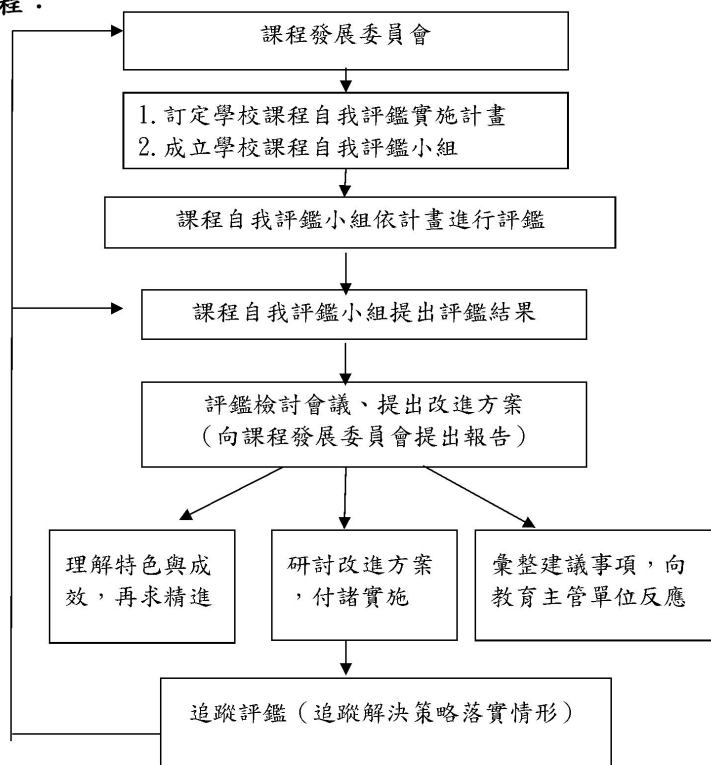 程：
課程發展委員會
1. 訂定學校課程自我評鑑實施計畫
2. 成立學校課程自我評鑑小組
課程自我評鑑小組依計畫進行評鑑
課程自我評鑑小組提出評鑑結果
評鑑檢討會議、提出改進方案
（向課程發展委員會提出報告）
理解特色與成
效，再求精進
研討改進方案
，付諸實施
彙整建議事項，向
教育主管單位反應
追蹤評鑑（追蹤解決策略落實情形）